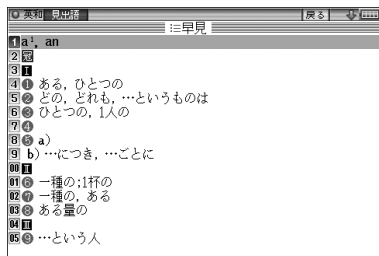 英和 見出語 戻る
早見
1 a¹, an
2 冠
3 Ⅰ
4 ❶ ある, ひとつの
5 ❷ どの, どれも, …というものは
6 ❸ ひとつの, 1人の
7 ❹
8 ❺ a)
9 b) …につき, …ごとに
00 Ⅱ
01 ❻ 一種の;1杯の
02 ❼ 一種の, ある
03 ❽ ある量の
04 Ⅲ
05 ❾ …という人